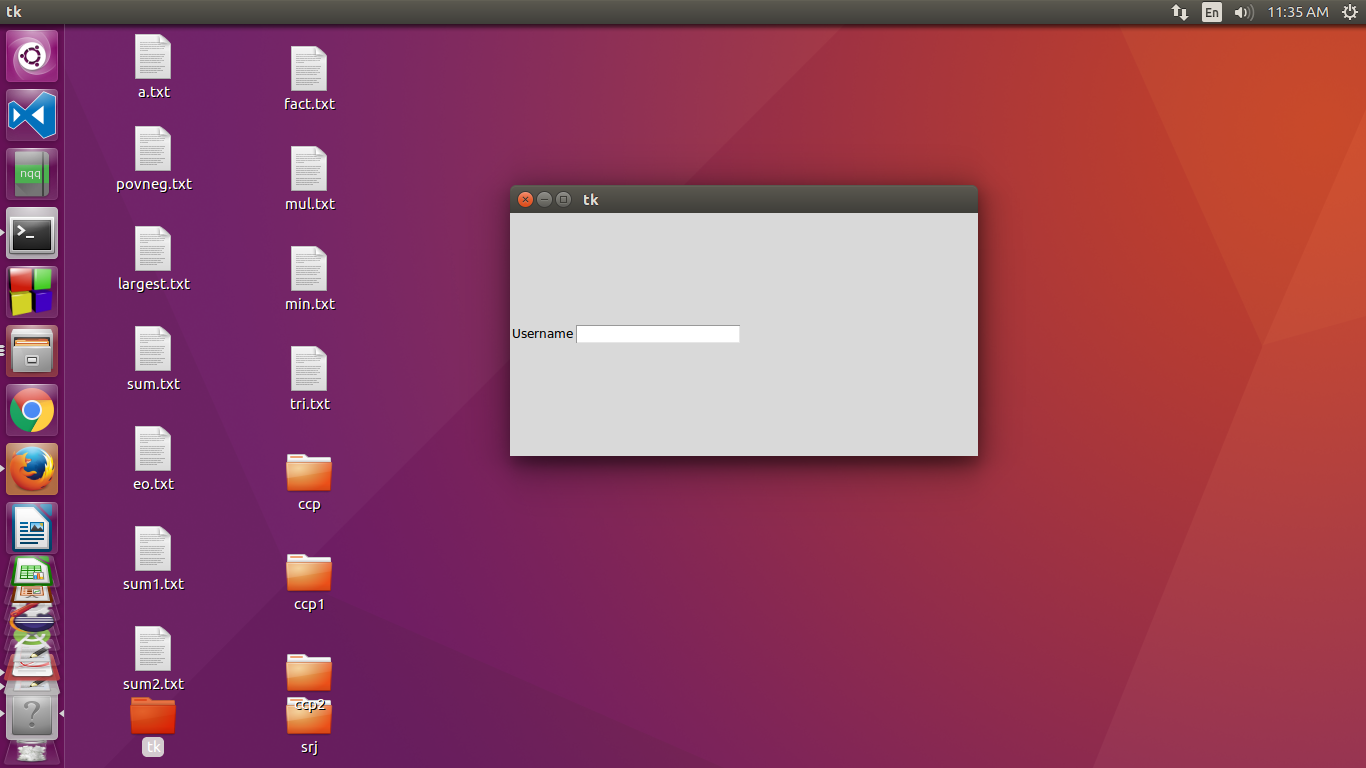 tk
En
11:35 AM
nqq
a.txt
povneg.txt
largest.txt
sum.txt
eo.txt
sum1.txt
sum2.txt
tk
fact.txt
mul.txt
min.txt
tri.txt
ccp
ccp1
ccp2
srj
tk
Username